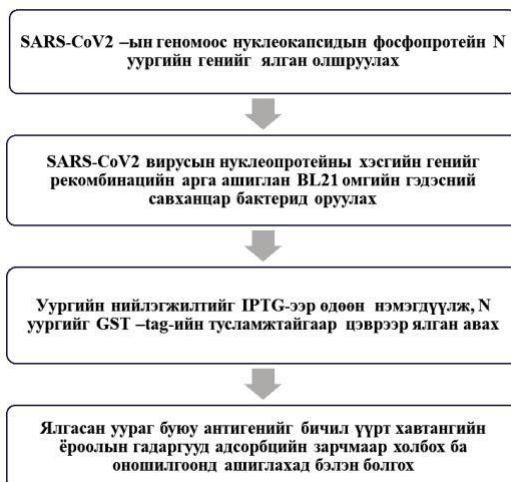 SARS-CoV2 –ын геномоос нуклеокапсидын фосфопротейн N
уургийн генийг ялган олшруулах
SARS-CoV2 вирусын нуклеопротейны хэсгийн генийг
рекомбинацийн арга ашиглан BL21 омгийн гэдэсний
савханцар бактерид оруулах
Уургийн нийлэгжилтийг IPTG-ээр өдөөн нэмэгдүүлж, N
уургийг GST –tag-ийн тусламжтайгаар цэврээр ялган авах
Ялгасан уураг буюу антигенийг бичил үүрт хавтангийн
ёроолын гадаргууд адсорбцийн зарчмаар холбох ба
оношилгоонд ашиглахад бэлэн болгох